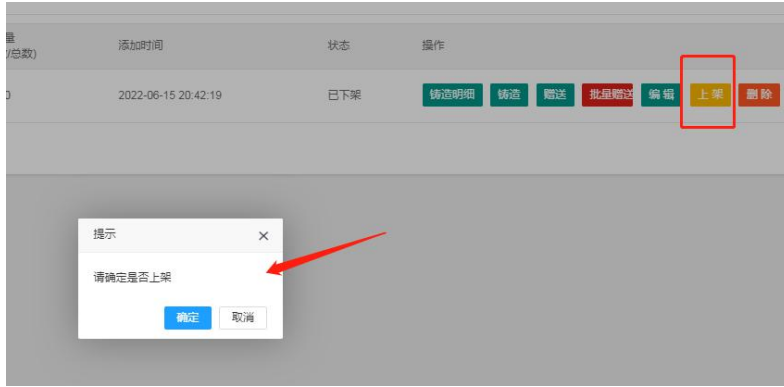 量
/总数)
添加时间
状态
操作
2022-06-15 20:42:19
已下架
铸造明细
铸造
赠送
批量赠送
编辑
上架
删除
提示
请确定是否上架
确定
取消